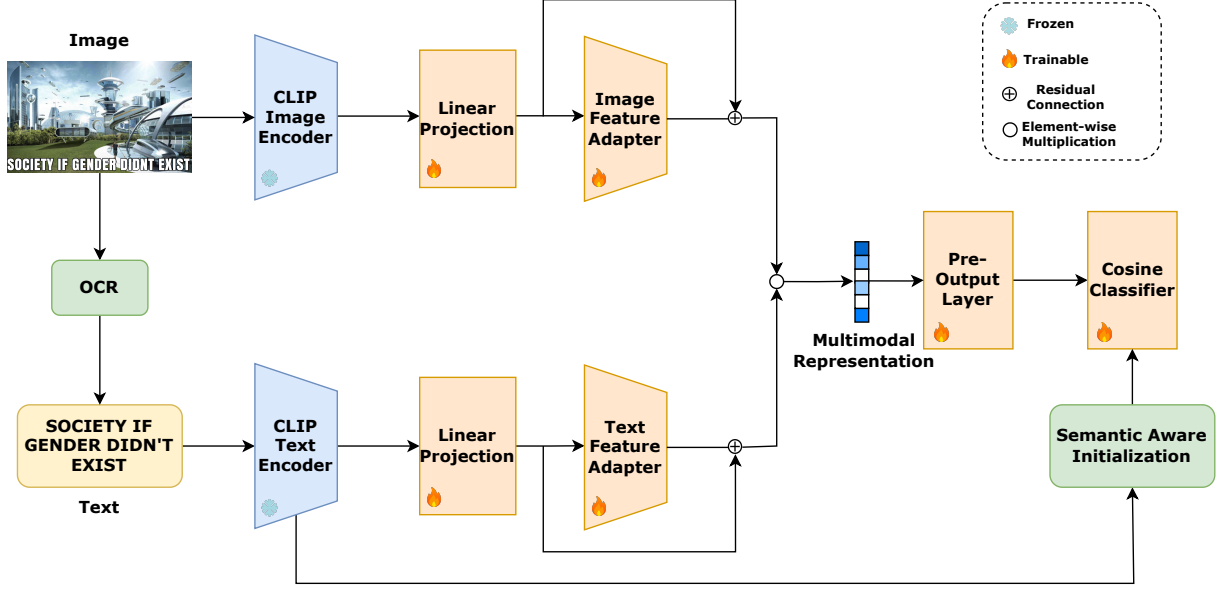 Image
SOCIETY IF GENDER DIDNT EXIST
OCR
SOCIETY IF
GENDER DIDN'T
EXIST
Text
CLIP
Image
Encoder
Linear
Projection
Image
Feature
Adapter
CLIP
Text
Encoder
Linear
Projection
Text
Feature
Adapter
Multimodal
Representation
Pre-
Output
Layer
Cosine
Classifier
Semantic Aware
Initialization
Frozen
Trainable
Residual
Connection
Element-wise
Multiplication